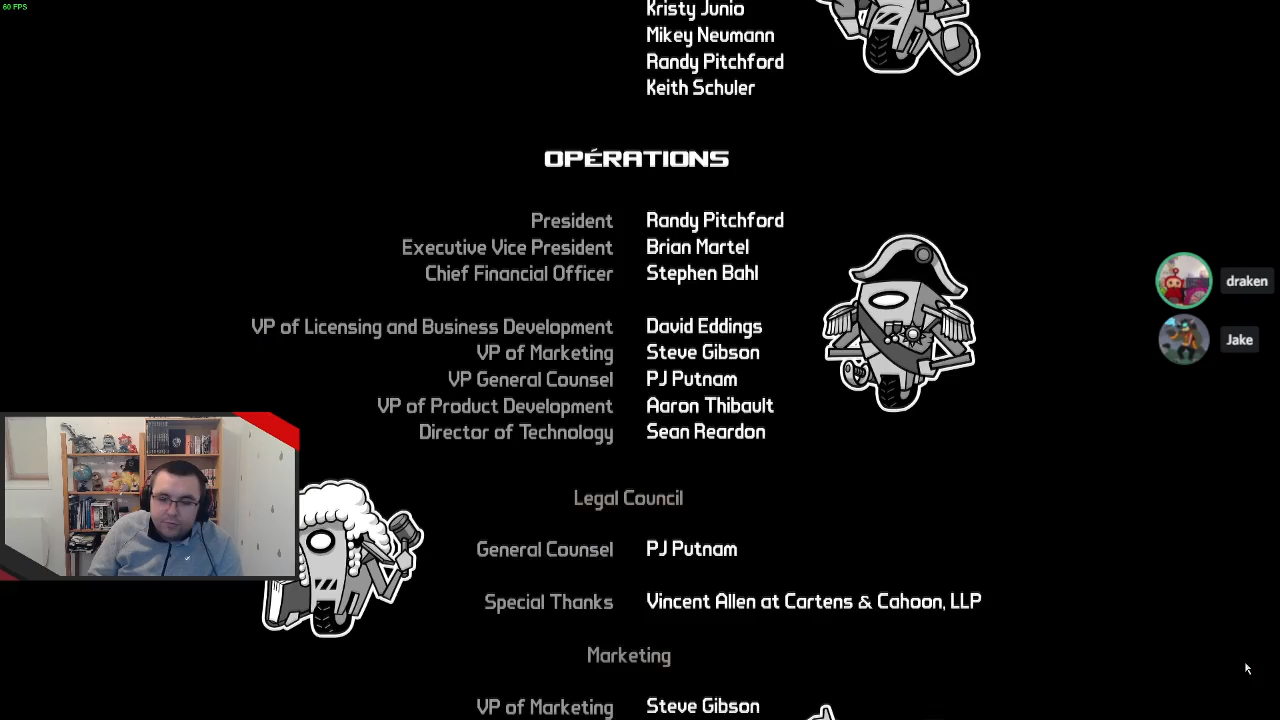 60 FPS
Kristy Junio
Mikey Neumann
Randy Pitchford
Keith Schuler
OPÉRATIONS
President Randy Pitchford
Executive Vice President Brian Martel
Chief Financial Officer Stephen Bahl
VP of Licensing and Business Development David Eddings
VP of Marketing Steve Gibson
VP General Counsel PJ Putnam
VP of Product Development Aaron Thibault
Director of Technology Sean Reardon
Legal Council
General Counsel PJ Putnam
Special Thanks Vincent Allen at Cartens & Cahoon, LLP
Marketing
VP of Marketing Steve Gibson
draken
Jake